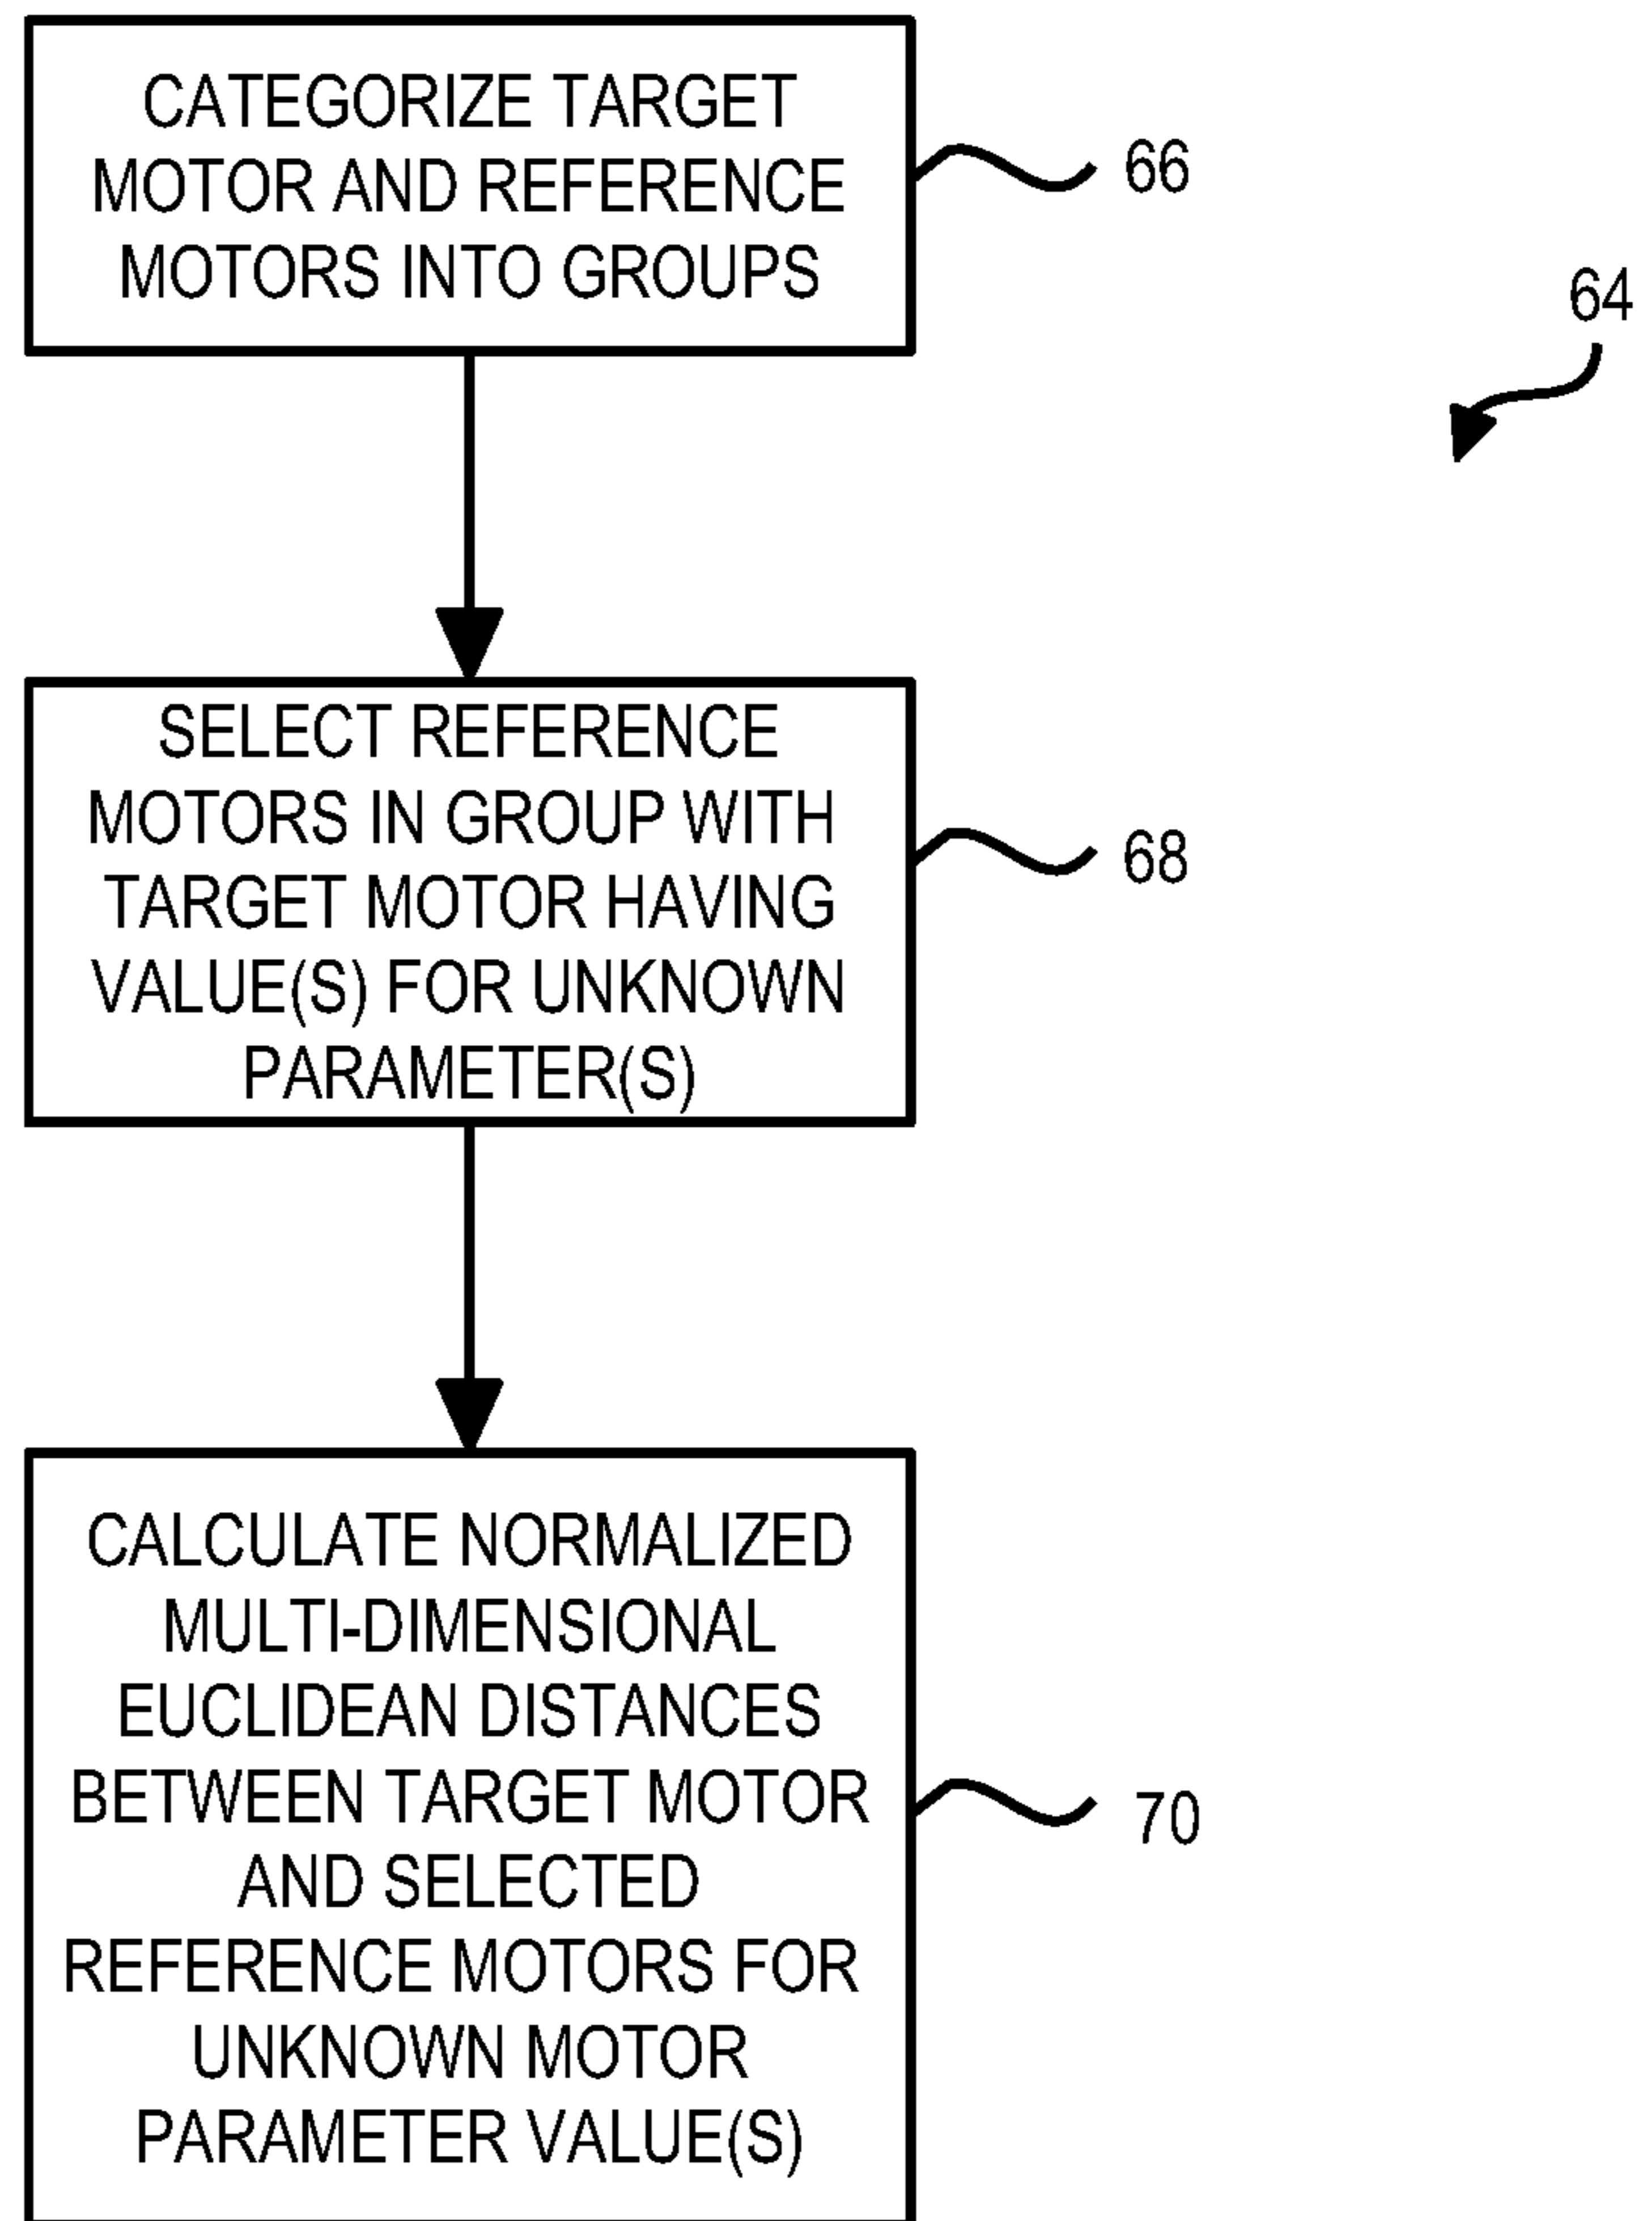 CATEGORIZE TARGET
MOTOR AND REFERENCE
MOTORS INTO GROUPS
66
64
SELECT REFERENCE
MOTORS IN GROUP WITH
TARGET MOTOR HAVING
VALUE(S) FOR UNKNOWN
PARAMETER(S)
68
CALCULATE NORMALIZED
MULTI-DIMENSIONAL
EUCLIDEAN DISTANCES
BETWEEN TARGET MOTOR
AND SELECTED
REFERENCE MOTORS FOR
UNKNOWN MOTOR
PARAMETER VALUE(S)
70